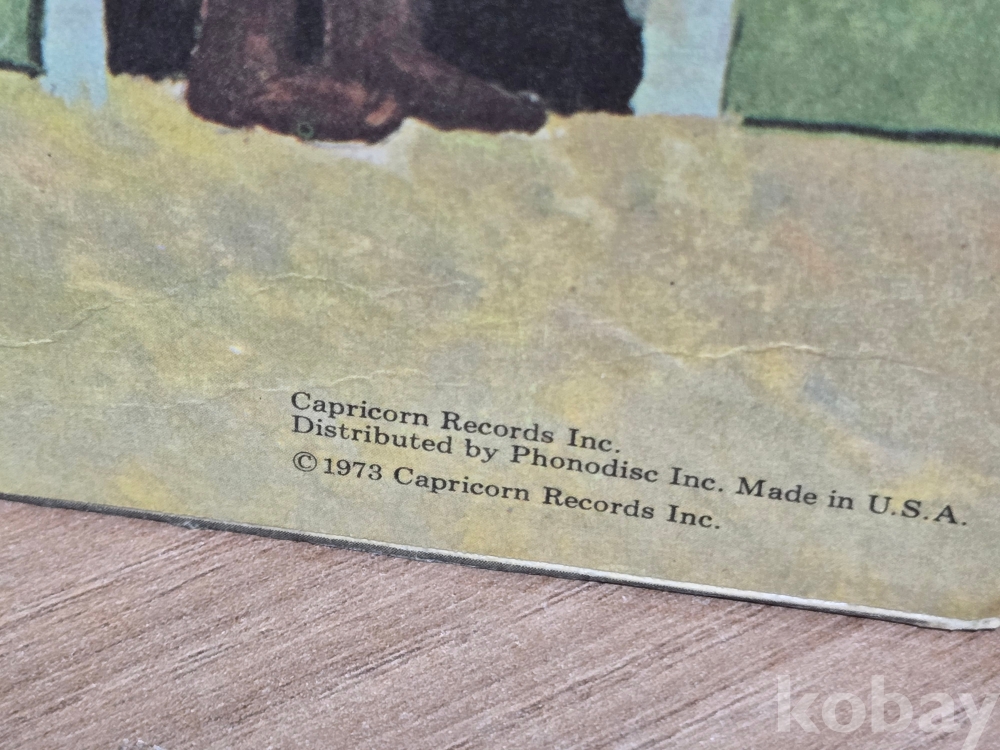 Capricorn Records Inc.
Distributed by Phonodisc Inc. Made in U.S.A.
© 1973 Capricorn Records Inc.
kobay